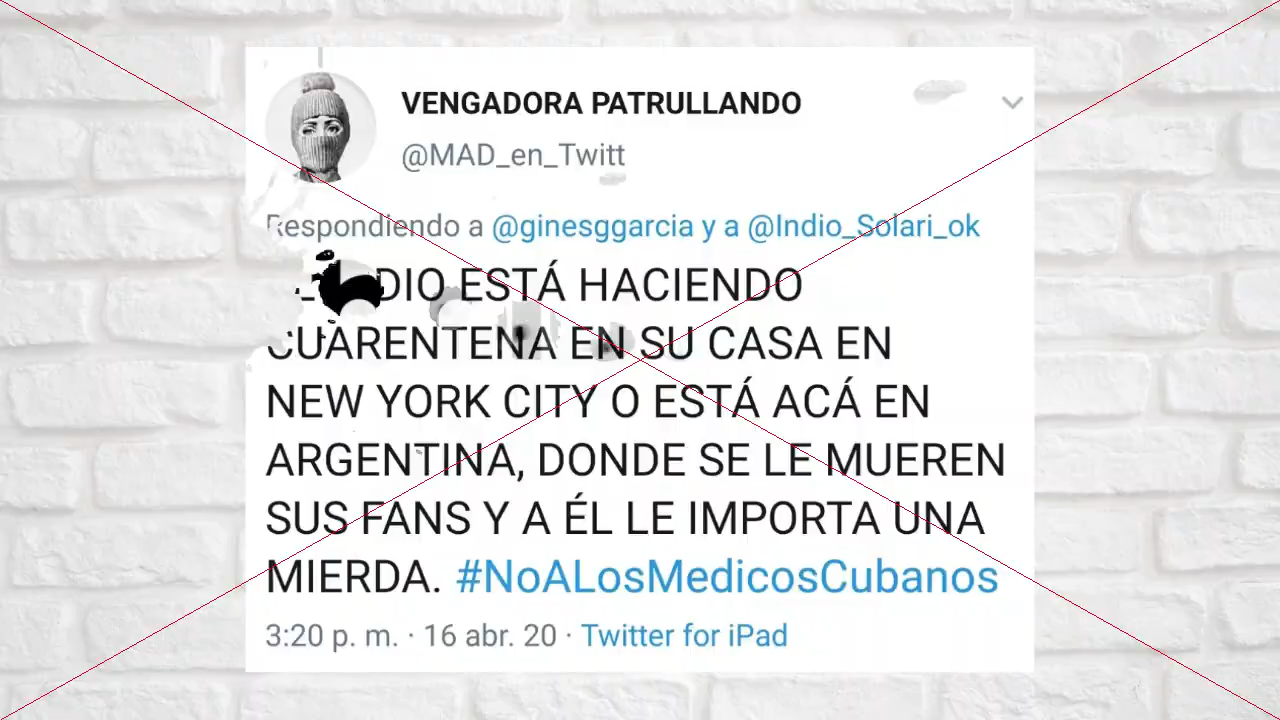 VENGADORA PATRULLANDO
@MAD_en_Twitt
Respondiendo a @ginesggarcia y a @Indio_Solari_ok
ESTÁ HACIENDO
CUARENTENA EN SU CASA EN
NEW YORK CITY O ESTÁ ACÁ EN
ARGENTINA, DONDE SE LE MUEREN
SUS FANS Y A ÉL LE IMPORTA UNA
MIERDA. #NoALosMedicosCubanos
3:20 p. m. · 16 abr. 20 · Twitter for iPad